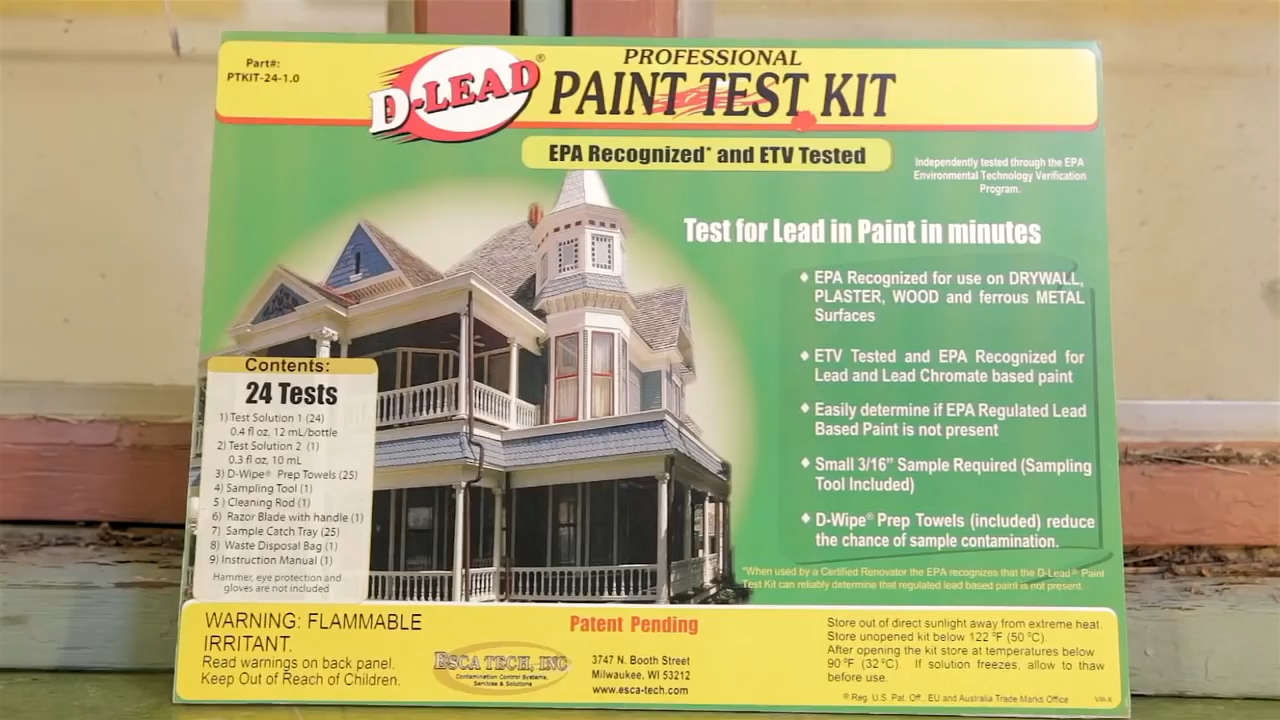 Part#:
PTKIT-24-1.0
D-LEAD®
PROFESSIONAL
PAINT TEST KIT
EPA Recognized* and ETV Tested
Independently tested through the EPA
Environmental Technology Verification
Program.
Test for Lead in Paint in minutes
♦ EPA Recognized for use on DRYWALL,
PLASTER, WOOD and ferrous METAL
Surfaces
♦ ETV Tested and EPA Recognized for
Lead and Lead Chromate based paint
♦ Easily determine if EPA Regulated Lead
Based Paint is not present
♦ Small 3/16” Sample Required (Sampling
Tool Included)
♦ D-Wipe® Prep Towels (included) reduce
the chance of sample contamination.
*When used by a Certified Renovator the EPA recognizes that the D-Lead® Paint
Test Kit can reliably determine that regulated lead based paint is not present.
Contents:
24 Tests
1) Test Solution 1 (24)
0.4 fl oz, 12 mL/bottle
2) Test Solution 2 (1)
0.3 fl oz, 10 mL
3) D-Wipe® Prep Towels (25)
4) Sampling Tool (1)
5) Cleaning Rod (1)
6) Razor Blade with handle (1)
7) Sample Catch Tray (25)
8) Waste Disposal Bag (1)
9) Instruction Manual (1)
Hammer, eye protection and
gloves are not included
WARNING: FLAMMABLE
IRRITANT.
Read warnings on back panel.
Keep Out of Reach of Children.
Patent Pending
ESCA TECH, INC.
Contamination Control Systems,
Services & Solutions
3747 N. Booth Street
Milwaukee, WI 53212
www.esca-tech.com
Store out of direct sunlight away from extreme heat.
Store unopened kit below 122 °F (50 °C).
After opening the kit store at temperatures below
90 °F (32 °C). If solution freezes, allow to thaw
before use.
® Reg. U.S. Pat. Off., EU and Australia Trade Marks Office
VIII-X